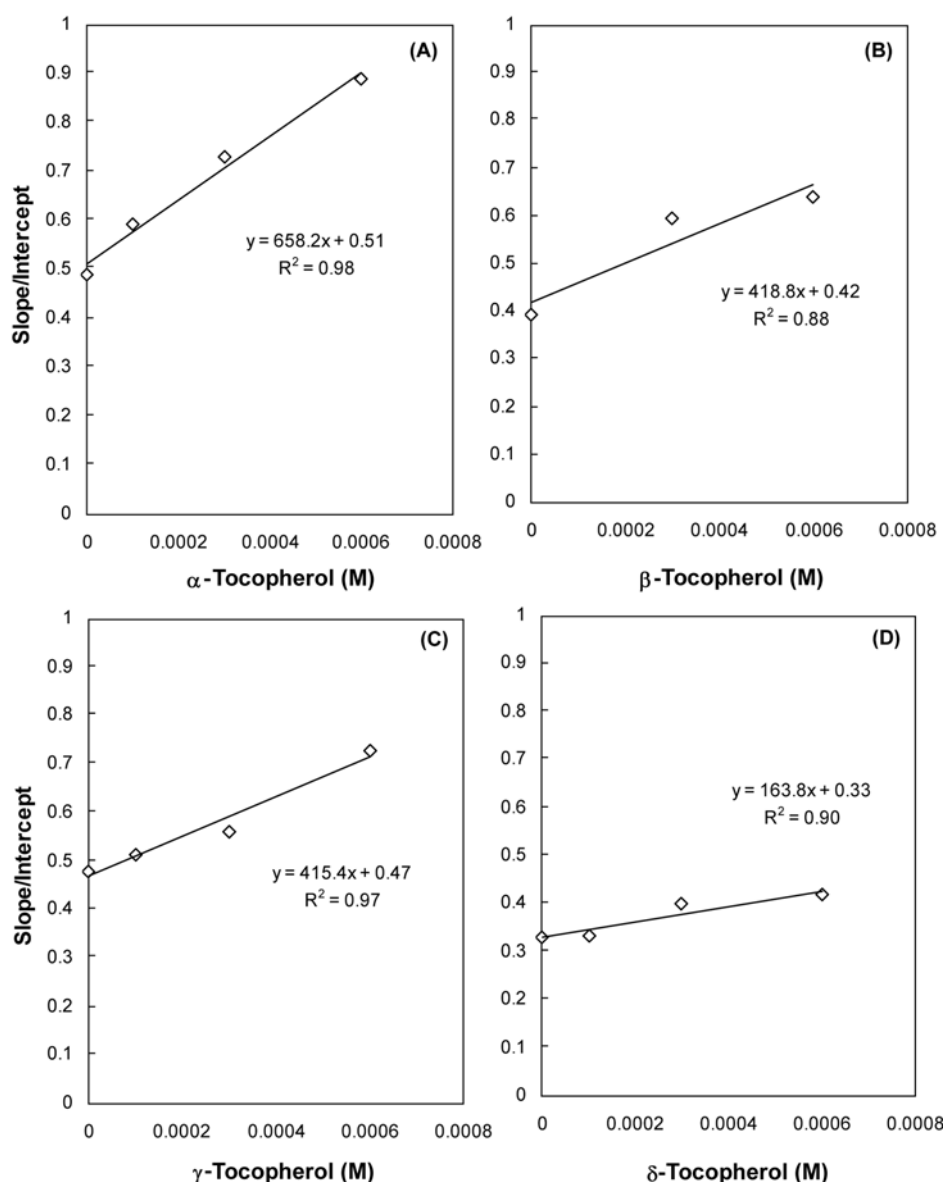 (A)
Slope/Intercept
1
0.9
0.8
0.7
0.6
0.5
0.4
0.3
0.2
0.1
0
y = 658.2x + 0.51
R² = 0.98
0 0.0002 0.0004 0.0006 0.0008
α-Tocopherol (M)
(B)
1
0.9
0.8
0.7
0.6
0.5
0.4
0.3
0.2
0.1
0
y = 418.8x + 0.42
R² = 0.88
0 0.0002 0.0004 0.0006 0.0008
β-Tocopherol (M)
(C)
Slope/Intercept
1
0.9
0.8
0.7
0.6
0.5
0.4
0.3
0.2
0.1
0
y = 415.4x + 0.47
R² = 0.97
0 0.0002 0.0004 0.0006 0.0008
γ-Tocopherol (M)
(D)
1
0.9
0.8
0.7
0.6
0.5
0.4
0.3
0.2
0.1
0
y = 163.8x + 0.33
R² = 0.90
0 0.0002 0.0004 0.0006 0.0008
δ-Tocopherol (M)